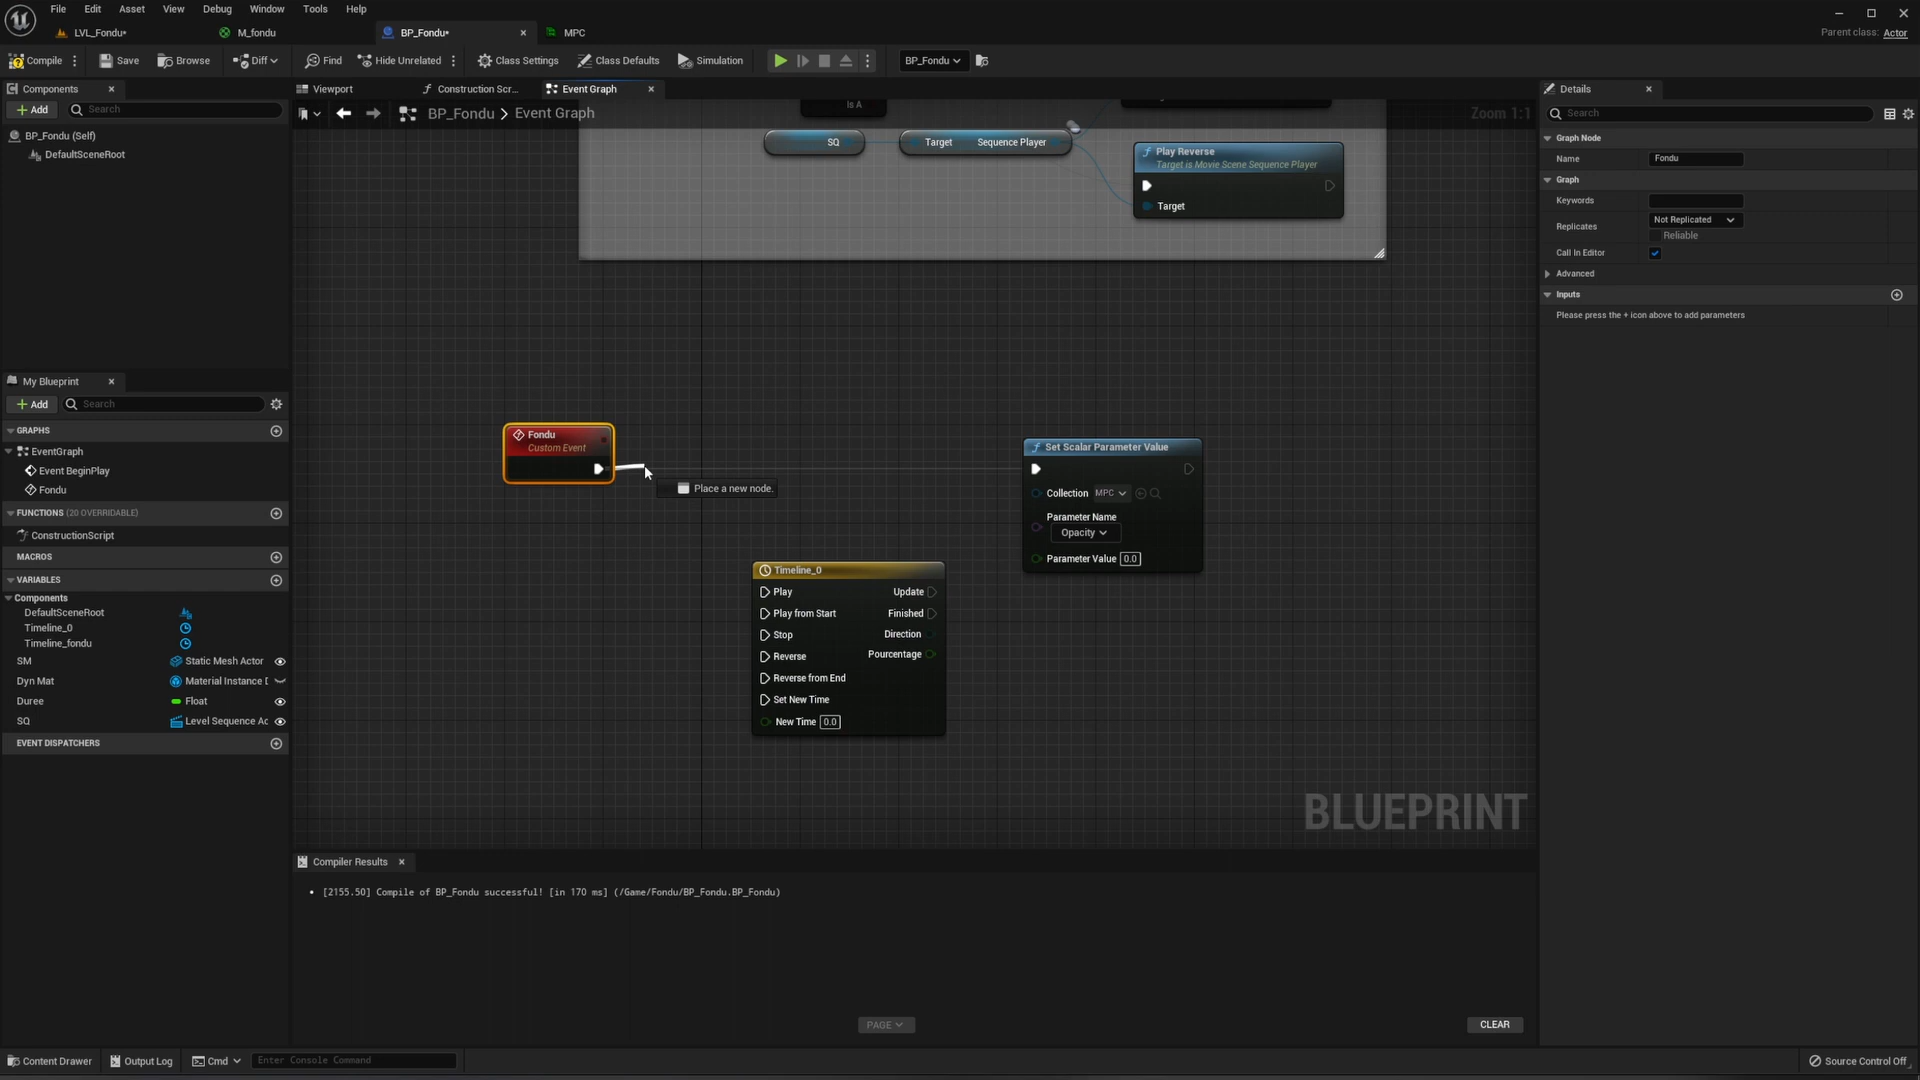 File Edit Asset View Debug Window Tools Help
LVL_Fondu* M_fondu BP_Fondu* MPC
Parent class: Actor
Compile Save Browse Diff Find Hide Unrelated Class Settings Class Defaults Simulation BP_Fondu
Components
Viewport Construction Scr... Event Graph
Details
+ Add Search
BP_Fondu > Event Graph
Zoom 1:1
Search
BP_Fondu (Self)
DefaultSceneRoot
Is A
SQ
Target Sequence Player
Play Reverse
Target is Movie Scene Sequence Player
Target
Graph Node
Name Fondu
Graph
Keywords
Replicates Not Replicated
Reliable
Call In Editor
Advanced
Inputs
Please press the + icon above to add parameters
My Blueprint
+ Add Search
GRAPHS
EventGraph
Event BeginPlay
Fondu
FUNCTIONS (20 OVERRIDABLE)
ConstructionScript
MACROS
VARIABLES
Components
DefaultSceneRoot
Timeline_0
Timeline_fondu
SM Static Mesh Actor
Dyn Mat Material Instance D
Duree Float
SQ Level Sequence Ac
EVENT DISPATCHERS
Fondu
Custom Event
Place a new node.
Set Scalar Parameter Value
Collection MPC
Parameter Name
Opacity
Parameter Value 0.0
Timeline_0
Play Update
Play from Start Finished
Stop Direction
Reverse Pourcentage
Reverse from End
Set New Time
New Time 0.0
BLUEPRINT
Compiler Results
[2155.50] Compile of BP_Fondu successful! [in 170 ms] (/Game/Fondu/BP_Fondu.BP_Fondu)
PAGE
CLEAR
Content Drawer Output Log Cmd Enter Console Command
Source Control Off